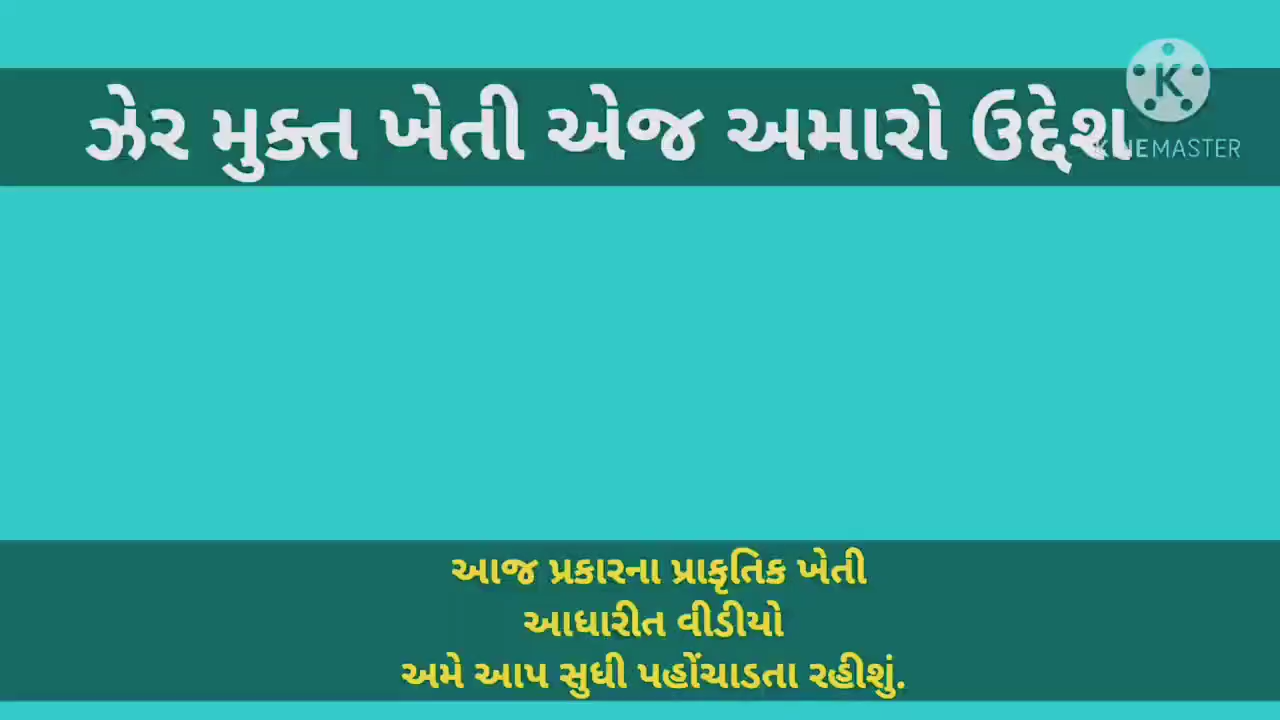 ઝેર મુક્ત ખેતી એજ અમારો ઉદ્દેશ
KINEMASTER
આજ પ્રકારના પ્રાકૃતિક ખેતી
આધારીત વીડીયો
અમે આપ સુધી પહોંચાડતા રહીશું.